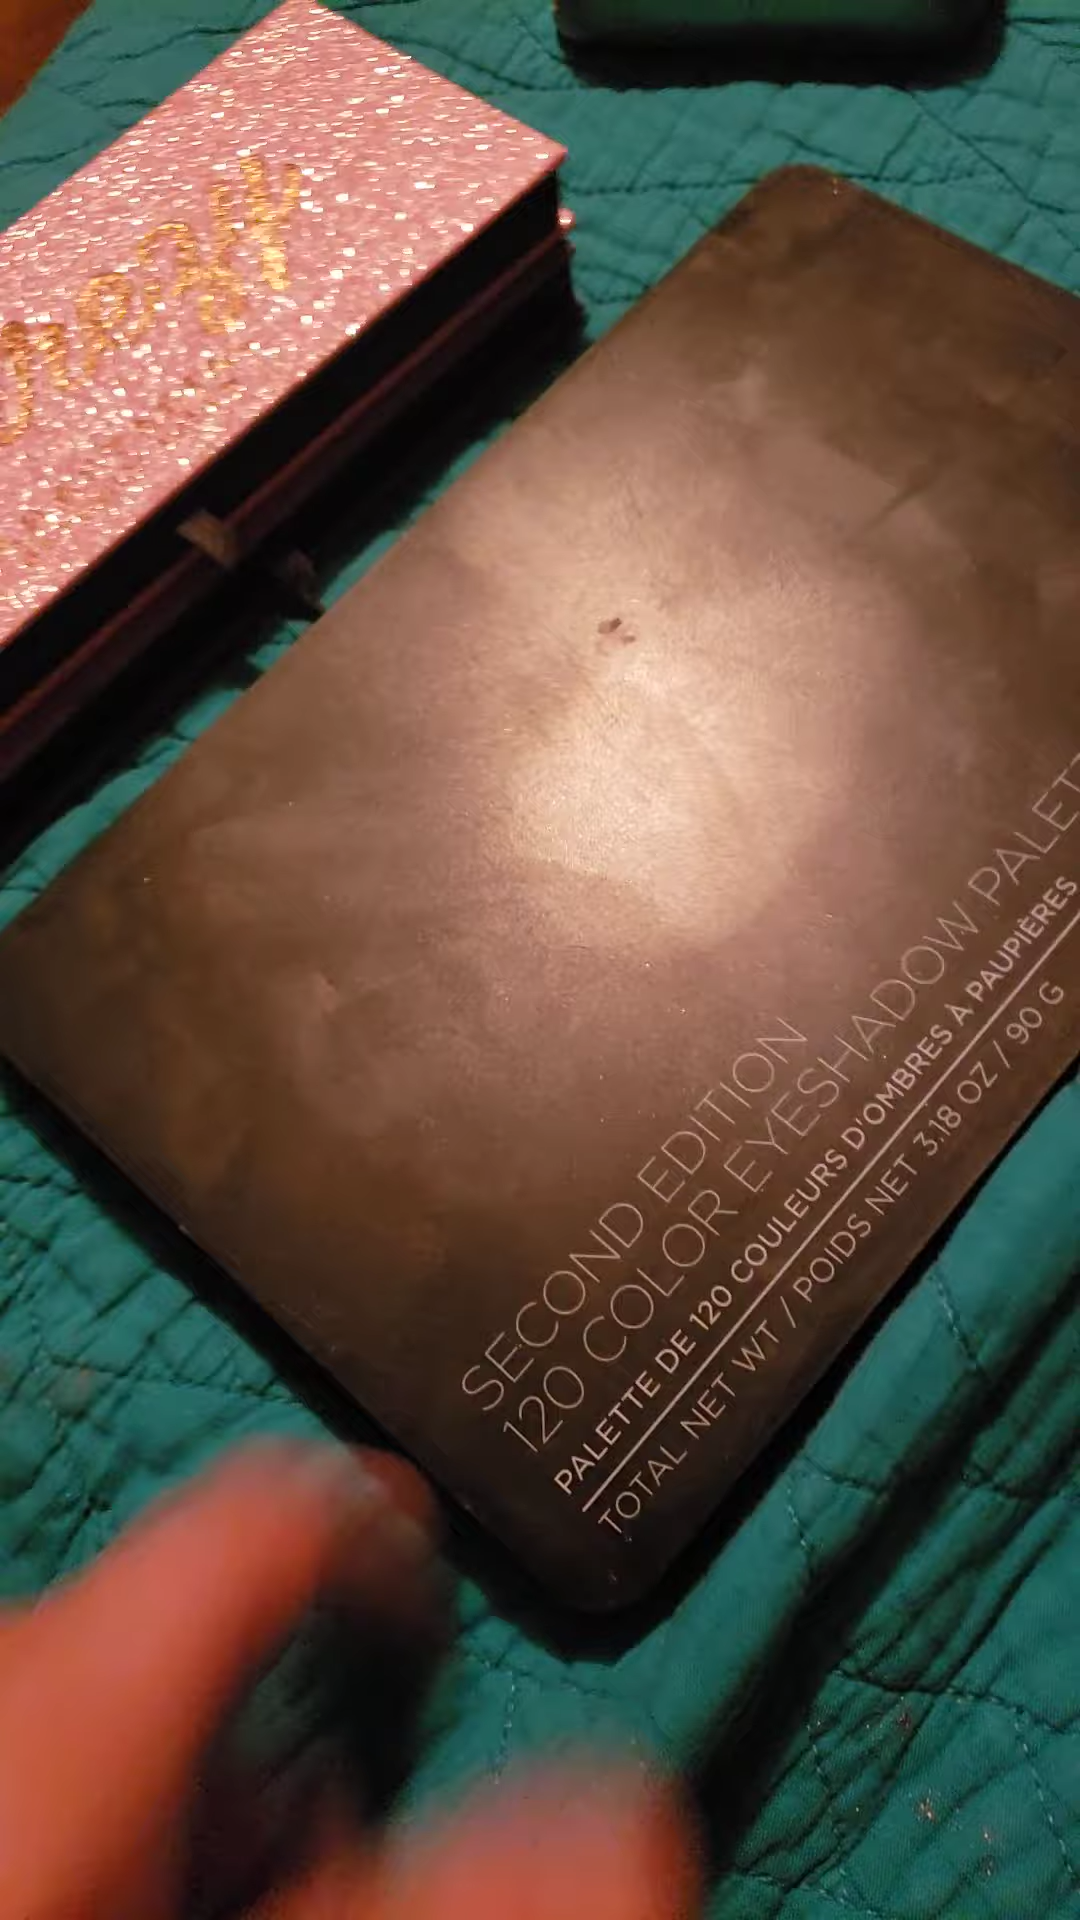 SECOND EDITION
120 COLOR EYESHADOW PALET
PALETTE DE 120 COULEURS D'OMBRES À PAUPIÈRES
TOTAL NET WT / POIDS NET 3.18 OZ / 90 G